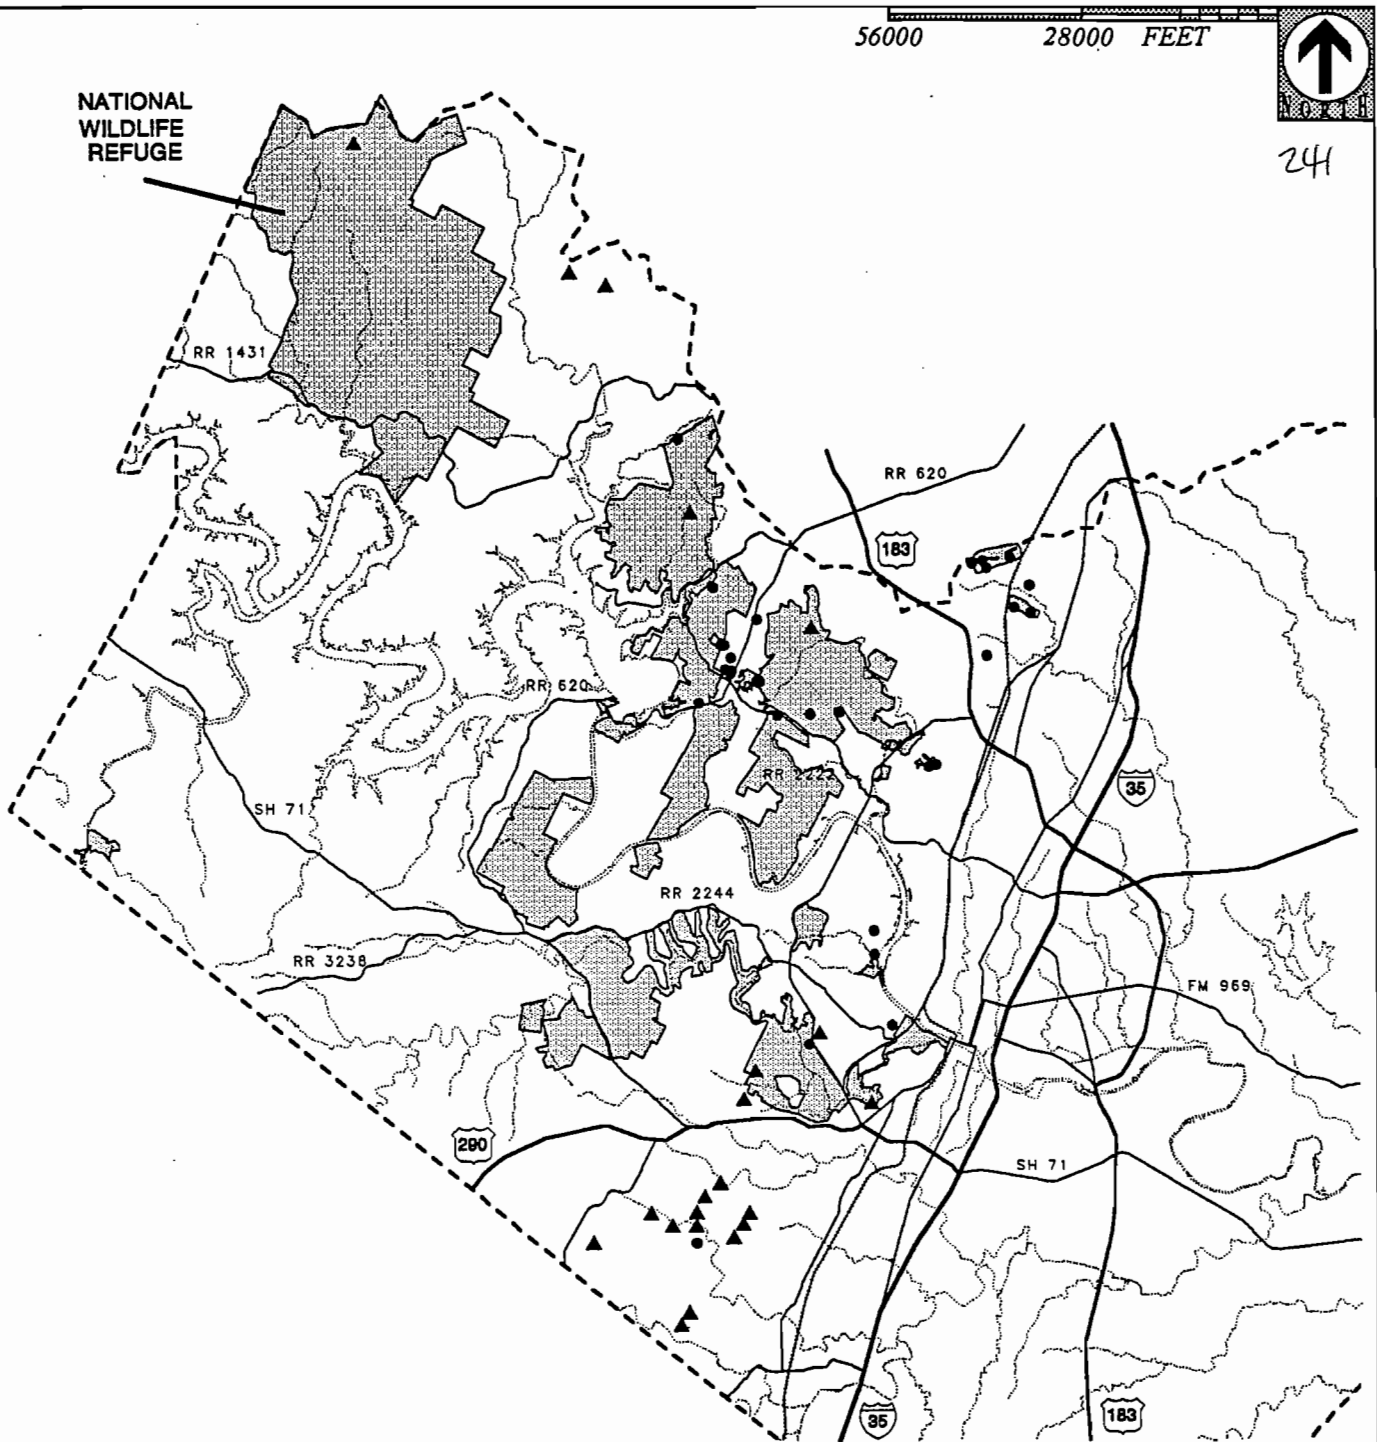 56000 28000 FEET
NORTH
241
NATIONAL
WILDLIFE
REFUGE
RR 1431
RR 620
183
RR 620
RR 2222
35
SH 71
RR 2244
RR 3238
FM 969
290
SH 71
35
183